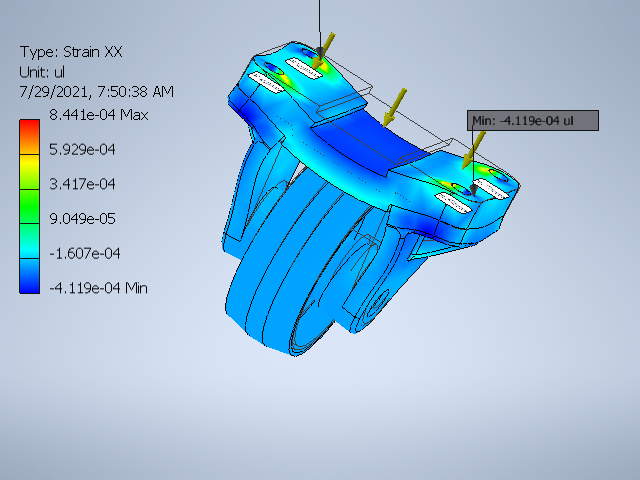 Type: Strain XX
Unit: ul
7/29/2021, 7:50:38 AM
8.441e-04 Max
5.929e-04
3.417e-04
9.049e-05
-1.607e-04
-4.119e-04 Min
Min: -4.119e-04 ul